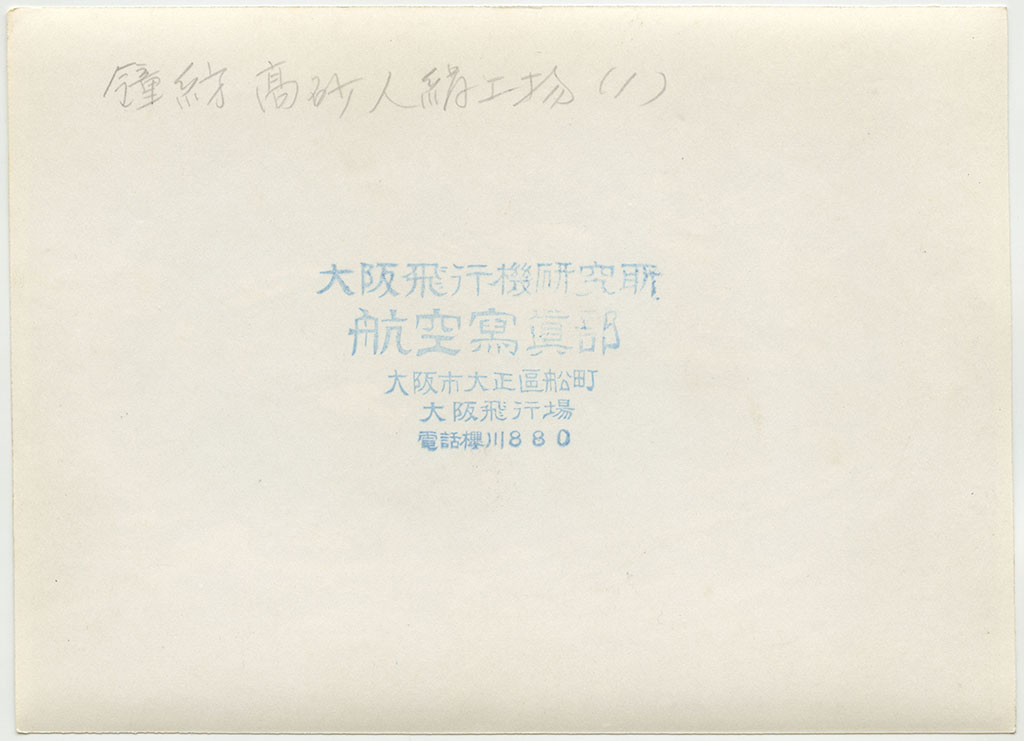 鐘紡 高砂人絹工場 (1)
大阪飛行機研究所
航空寫眞部
大阪市大正區船町
大阪飛行場
電話櫻川880